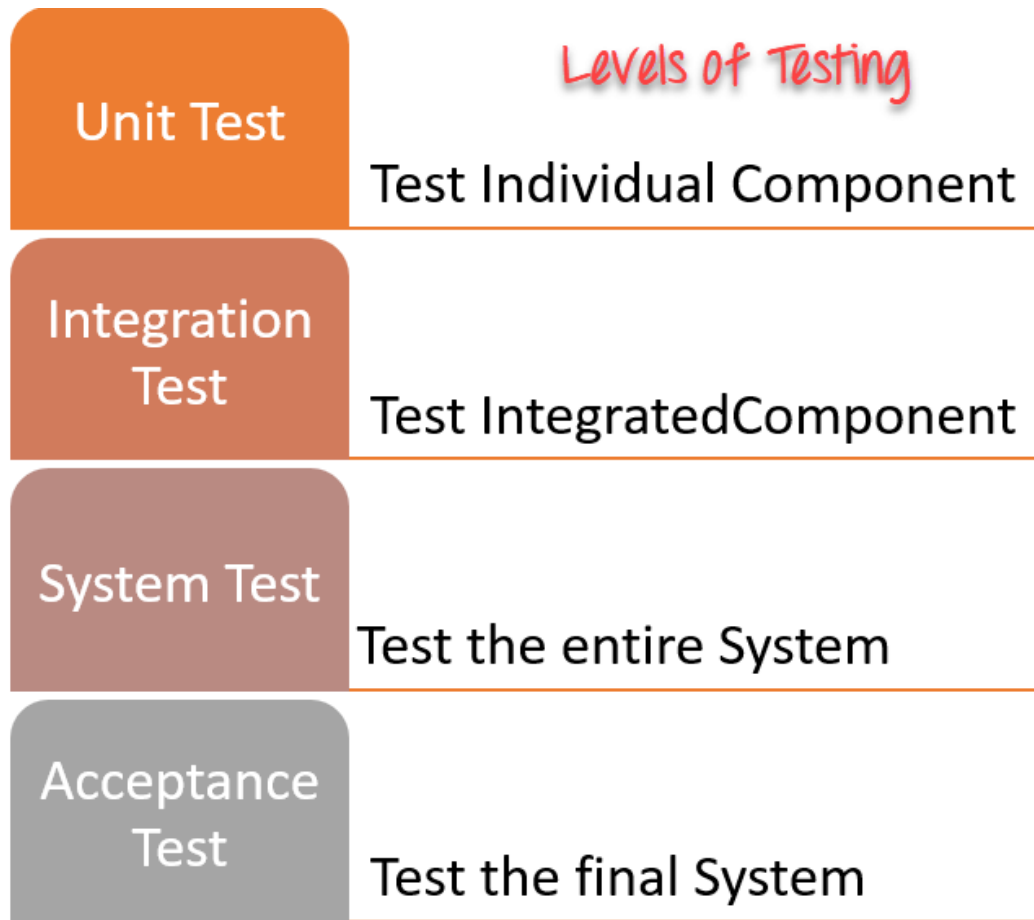 Levels of Testing
Unit Test
Test Individual Component
Integration
Test
Test IntegratedComponent
System Test
Test the entire System
Acceptance
Test
Test the final System